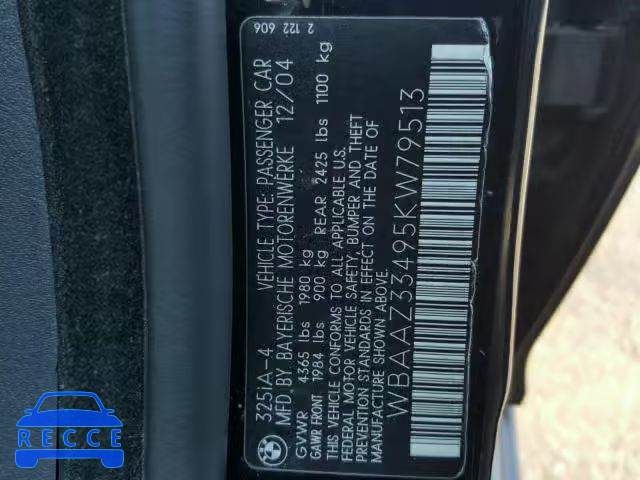 325IA-4 VEHICLE TYPE: PASSENGER CAR 2 122 606
MFD. BY BAYERISCHE MOTORENWERKE 12/04
GVWR 4365 lbs 1980 kg
GAWR FRONT 1984 lbs 900 kg REAR 2425 lbs 1100 kg
THIS VEHICLE CONFORMS TO ALL APPLICABLE U.S.
FEDERAL MOTOR VEHICLE SAFETY, BUMPER AND THEFT
PREVENTION STANDARDS IN EFFECT ON THE DATE OF
MANUFACTURE SHOWN ABOVE.
WBAAZ33495KW79513
RECCE